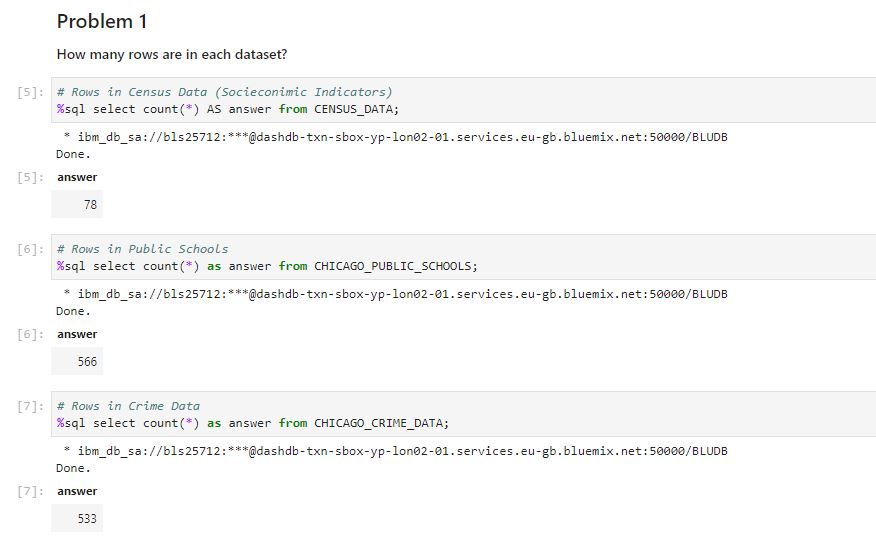 Problem 1
How many rows are in each dataset?
[5]: # Rows in Census Data (Socieconimic Indicators)
%sql select count(*) AS answer from CENSUS_DATA;
* ibm_db_sa://bls25712:***@dashdb-txn-sbox-yp-lon02-01.services.eu-gb.bluemix.net:50000/BLUDB
Done.
[5]: answer
78
[6]: # Rows in Public Schools
%sql select count(*) as answer from CHICAGO_PUBLIC_SCHOOLS;
* ibm_db_sa://bls25712:***@dashdb-txn-sbox-yp-lon02-01.services.eu-gb.bluemix.net:50000/BLUDB
Done.
[6]: answer
566
[7]: # Rows in Crime Data
%sql select count(*) as answer from CHICAGO_CRIME_DATA;
* ibm_db_sa://bls25712:***@dashdb-txn-sbox-yp-lon02-01.services.eu-gb.bluemix.net:50000/BLUDB
Done.
[7]: answer
533